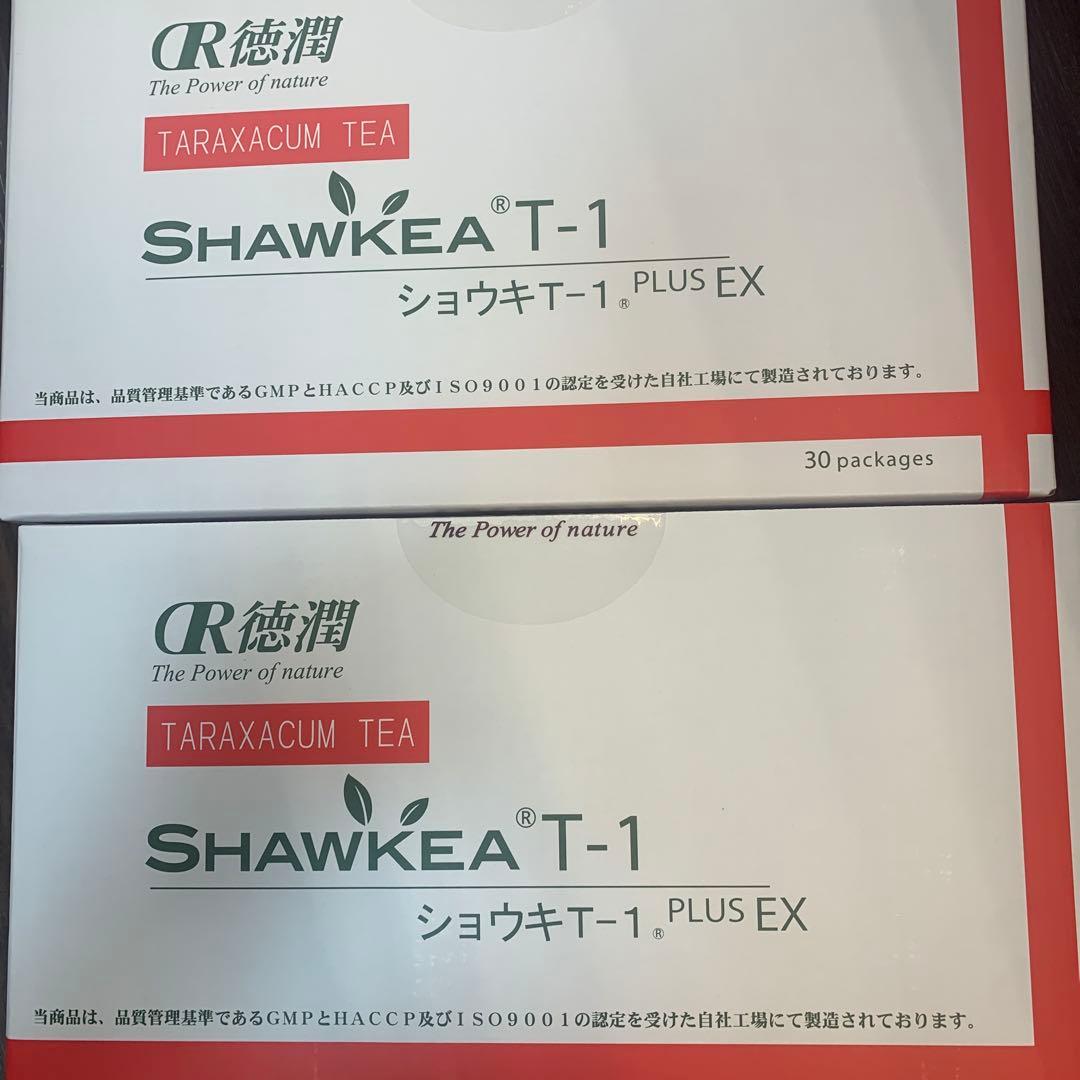 DR徳潤
The Power of nature
TARAXACUM TEA
SHAWKEA®T-1
ショウキT-1® PLUS EX
当商品は、品質管理基準であるGMPとHACCP及びISO9001の認定を受けた自社工場にて製造されております。
30 packages
The Power of nature
DR徳潤
The Power of nature
TARAXACUM TEA
SHAWKEA®T-1
ショウキT-1® PLUS EX
当商品は、品質管理基準であるGMPとHACCP及びISO9001の認定を受けた自社工場にて製造されております。